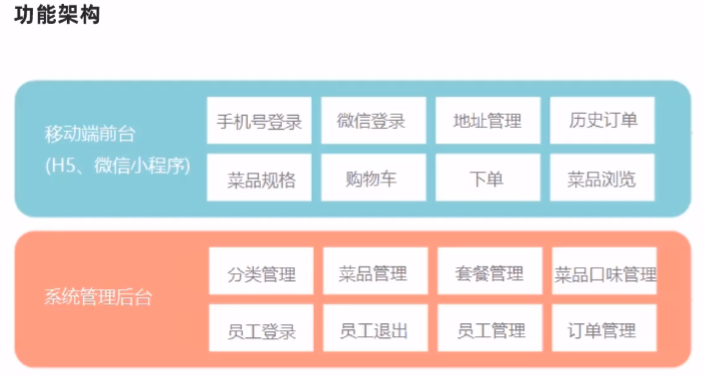 功能架构
手机号登录 微信登录 地址管理 历史订单
移动端前台
(H5、微信小程序)
菜品规格 购物车 下单 菜品浏览
分类管理 菜品管理 套餐管理 菜品口味管理
系统管理后台
员工登录 员工退出 员工管理 订单管理